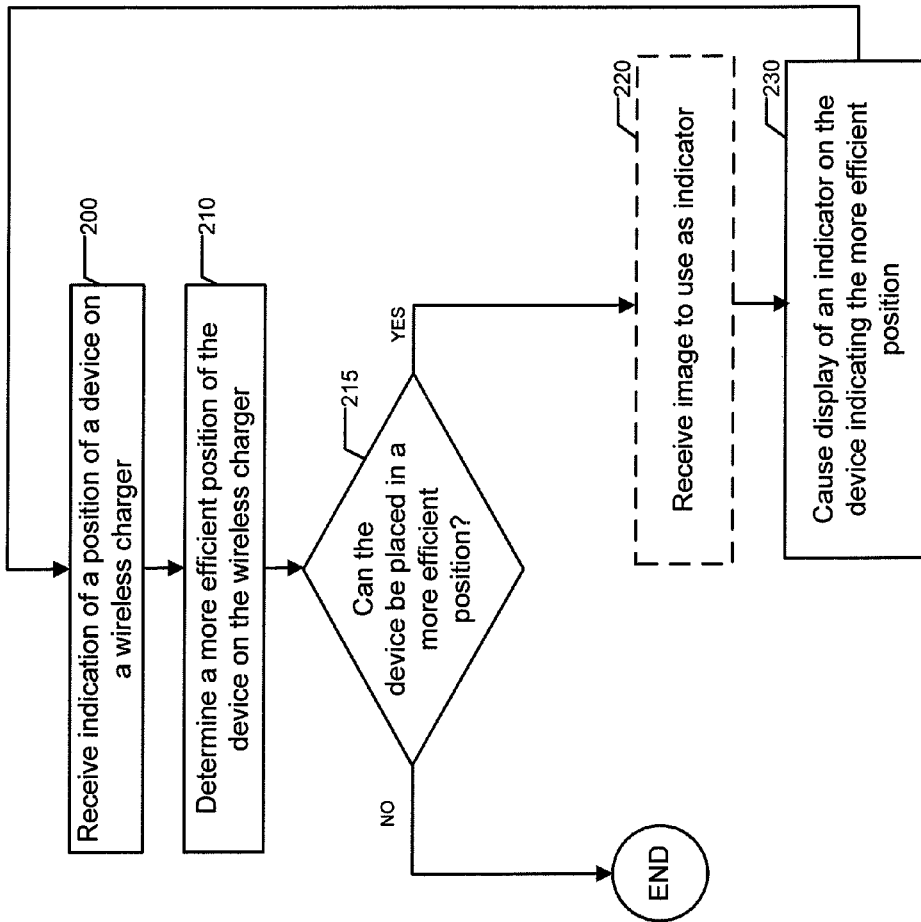 200
Receive indication of a position of a device on
a wireless charger
210
Determine a more efficient position of the
device on the wireless charger
215
Can the
device be placed in a
more efficient
position?
NO
YES
END
220
Receive image to use as indicator
230
Cause display of an indicator on the
device indicating the more efficient
position